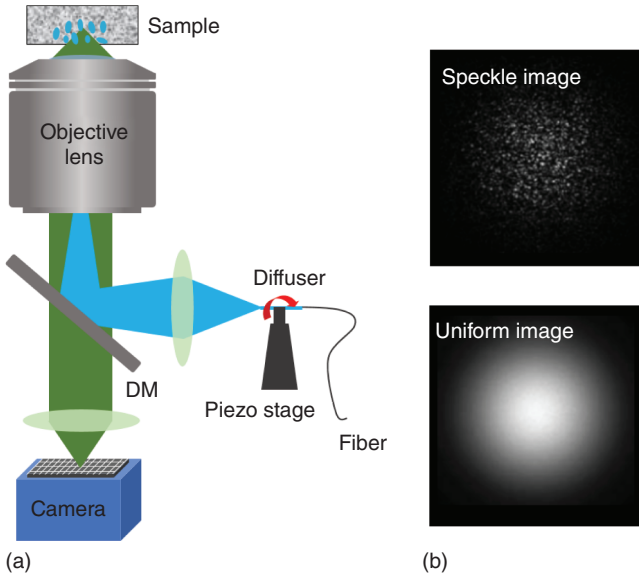 Sample
Objective
lens
Diffuser
DM
Piezo stage
Fiber
Camera
(a)
Speckle image
Uniform image
(b)